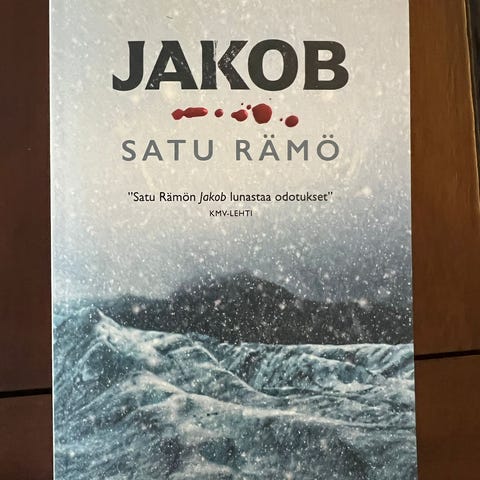 JAKOB
SATU RÄMÖ
”Satu Rämön Jakob lunastaa odotukset”
KMV-LEHTI